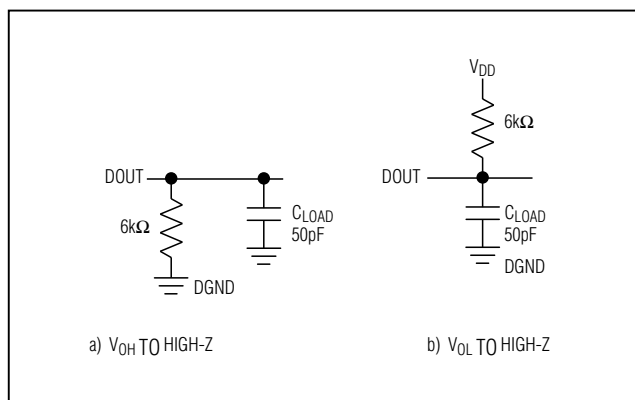 DOUT
6kΩ
DGND
CLOAD
50pF
a) VOH TO HIGH-Z
VDD
6kΩ
DOUT
CLOAD
50pF
DGND
b) VOL TO HIGH-Z